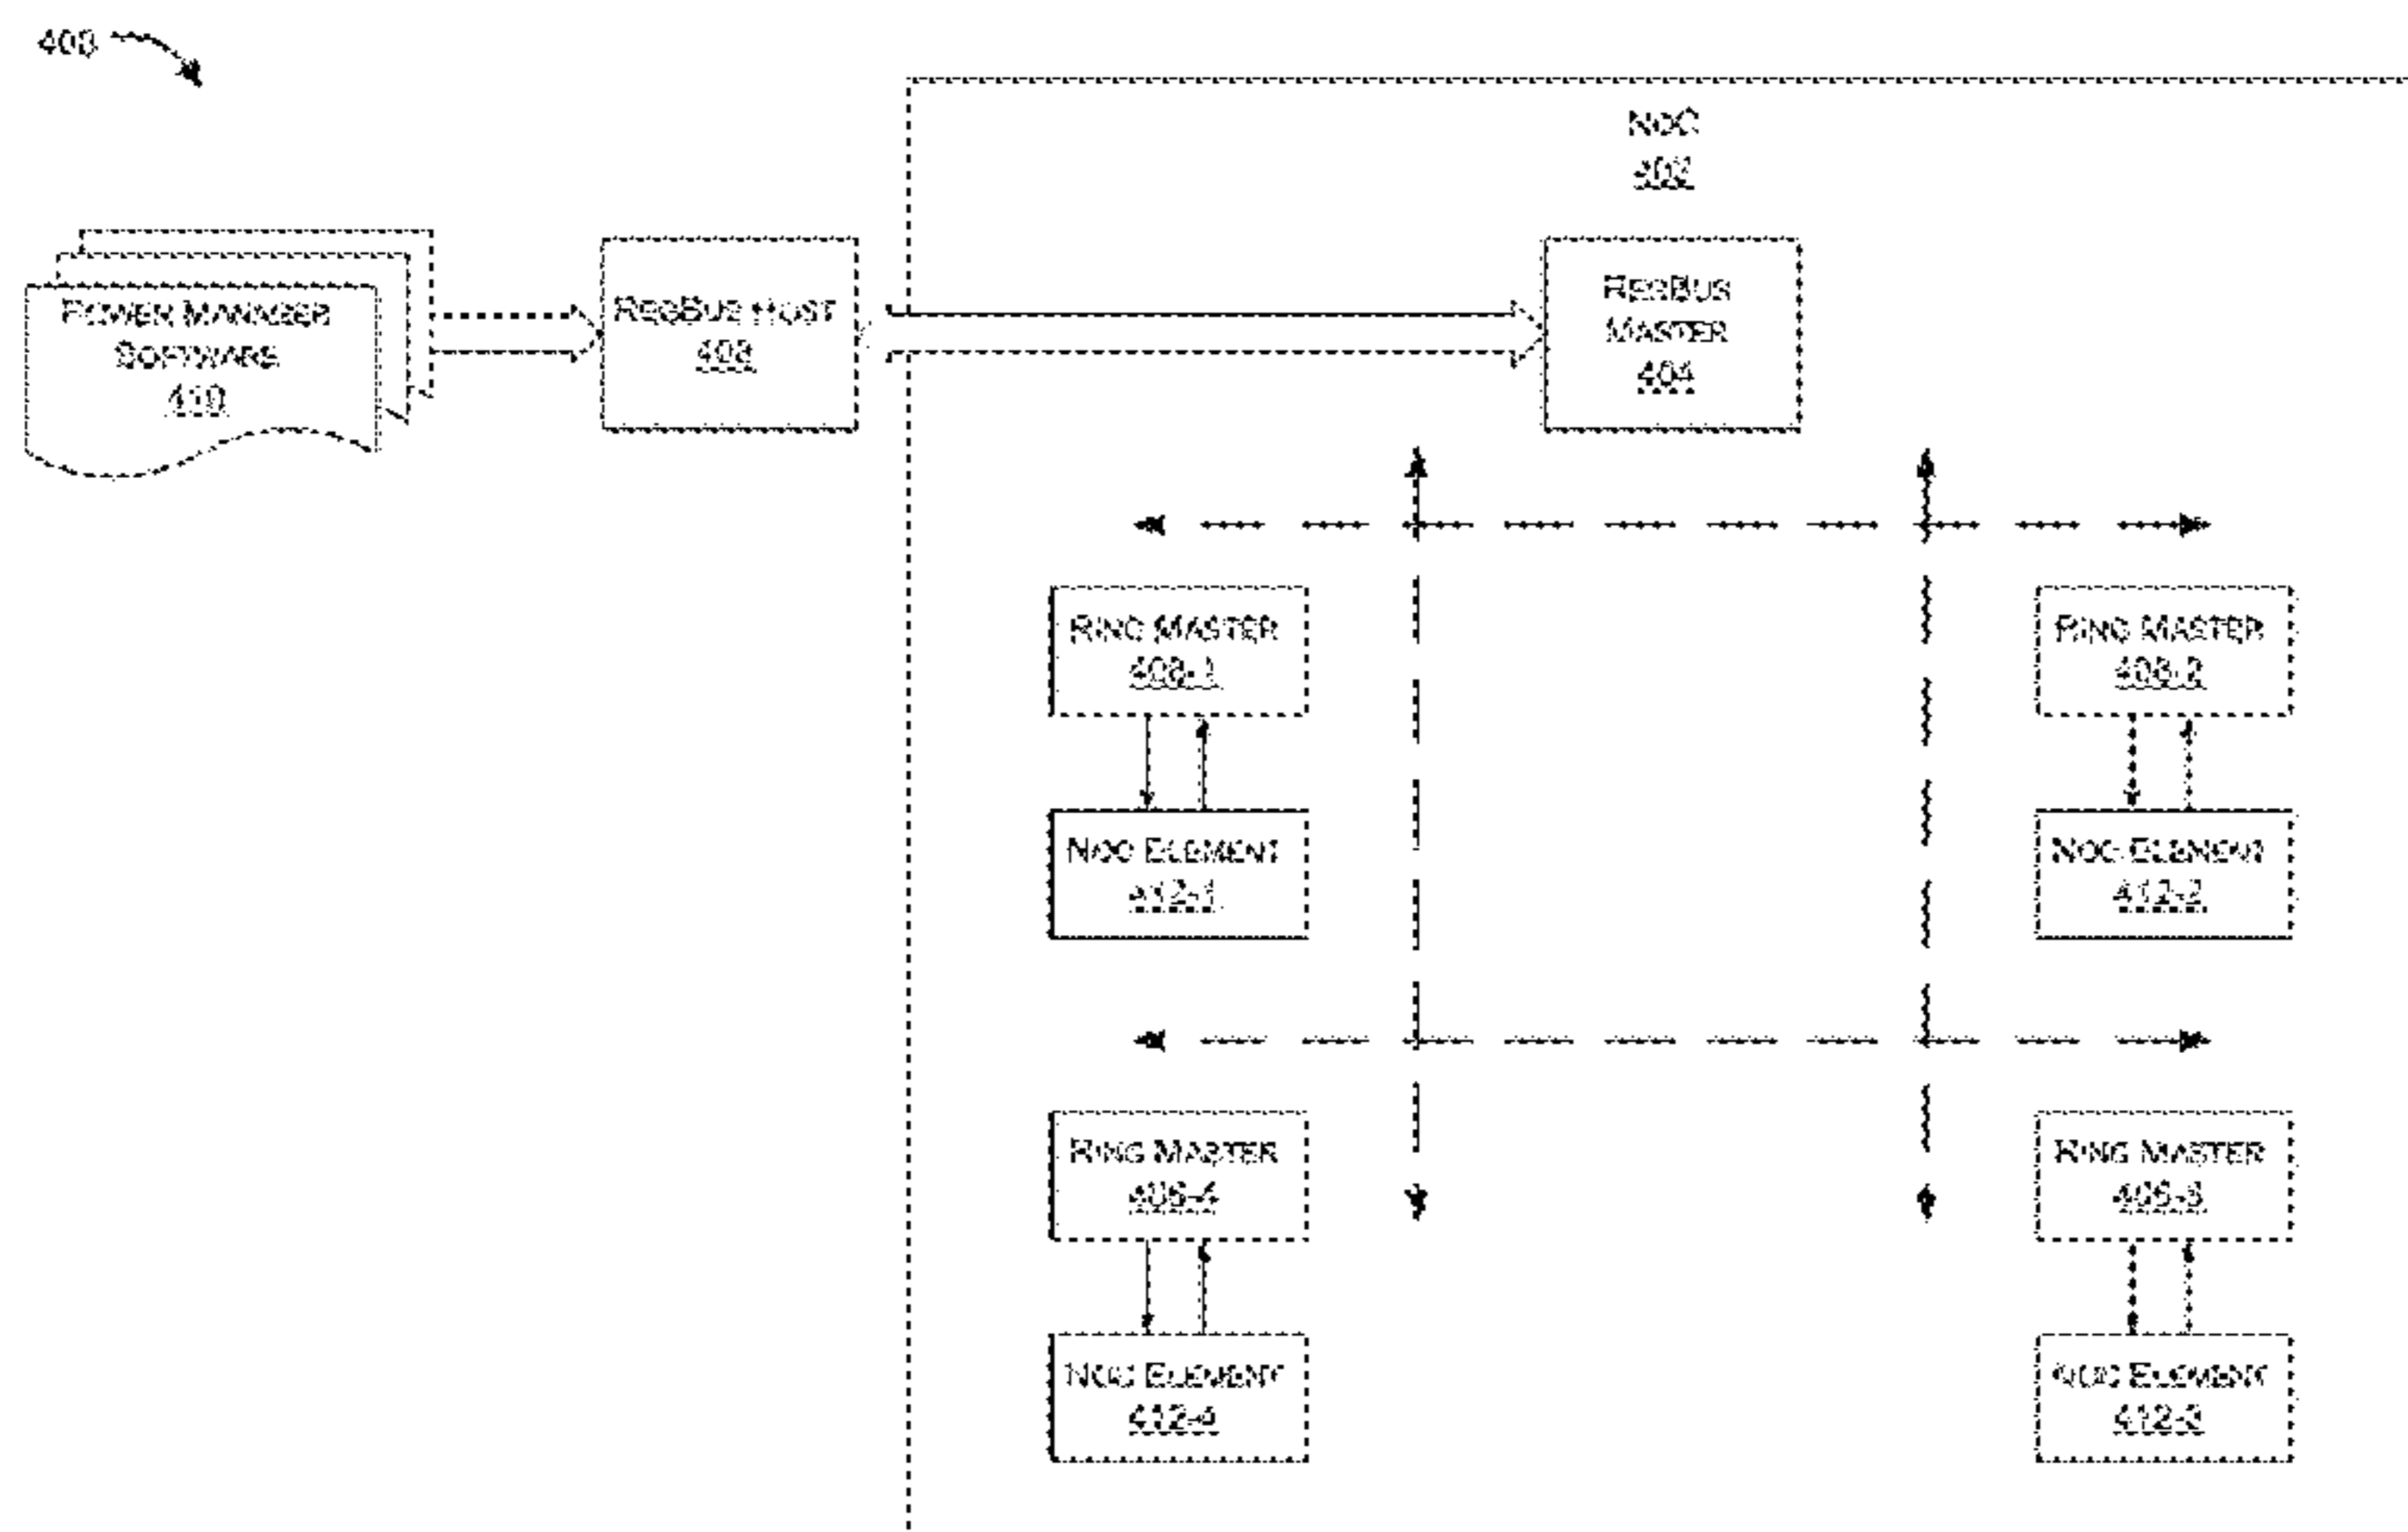 400
NOC
402
POWER MANAGER
SOFTWARE
410
REGBUS HOST
408
REGBUS
MASTER
404
RING MASTER
406-1
RING MASTER
406-2
NOC ELEMENT
412-1
NOC ELEMENT
412-2
RING MASTER
406-4
RING MASTER
406-3
NOC ELEMENT
412-4
NOC ELEMENT
412-3